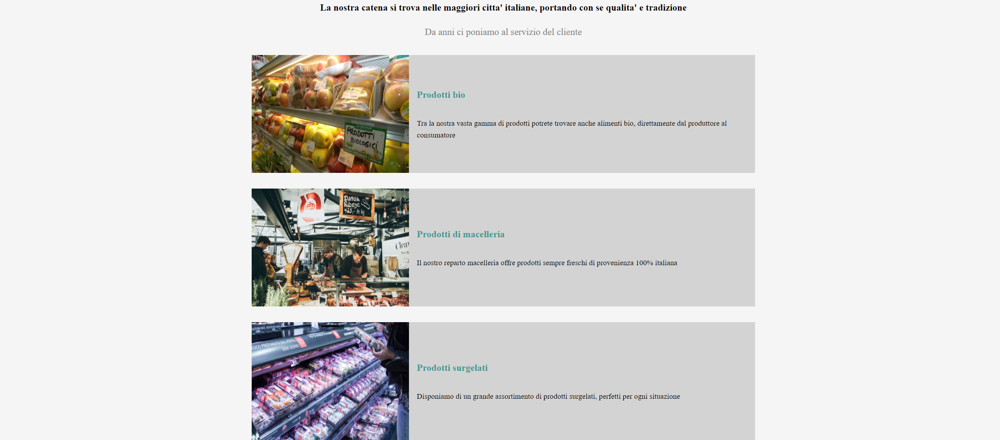 La nostra catena si trova nelle maggiori citta' italiane, portando con se qualita' e tradizione
Da anni ci poniamo al servizio del cliente
PRODOTTI
BIOLOGICI
Prodotti bio
Tra la nostra vasta gamma di prodotti potrete trovare anche alimenti bio, direttamente dal produttore al
consumatore
Dansk
Ribeye
425,- Pr. kg.
Prodotti di macelleria
Il nostro reparto macelleria offre prodotti sempre freschi di provenienza 100% italiana
ESCO PREPARATO SUL POSTO,
OGNI GIORNO
Prodotti surgelati
Disponiamo di un grande assortimento di prodotti surgelati, perfetti per ogni situazione